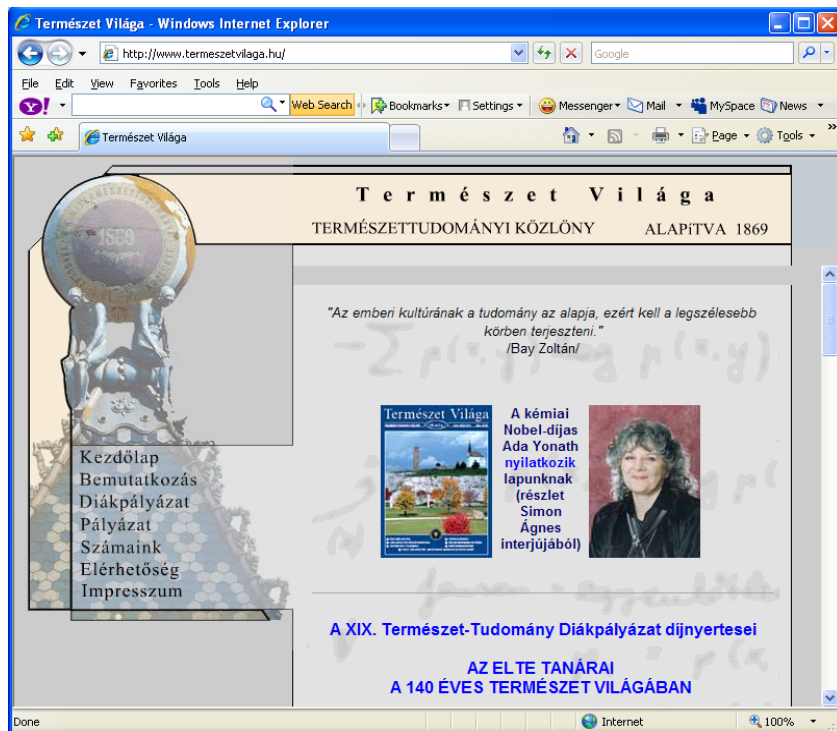 Természet Világa - Windows Internet Explorer
http://www.termeszetvilaga.hu/
Google
File Edit View Favorites Tools Help
Y! Web Search Bookmarks Settings Messenger Mail MySpace News
Természet Világa
Page Tools
Természet Világa
TERMÉSZETTUDOMÁNYI KÖZLÖNY ALAPíTVA 1869
1869
"Az emberi kultúrának a tudomány az alapja, ezért kell a legszélesebb
körben terjeszteni."
/Bay Zoltán/
Természet Világa
A kémiai
Nobel-díjas
Ada Yonath
nyilatkozik
lapunknak
(részlet
Simon
Ágnes
interjújából)
Kezdőlap
Bemutatkozás
Diákpályázat
Pályázat
Számaink
Elérhetőség
Impresszum
A XIX. Természet-Tudomány Diákpályázat díjnyertesei
AZ ELTE TANÁRAI
A 140 ÉVES TERMÉSZET VILÁGÁBAN
Done Internet 100%